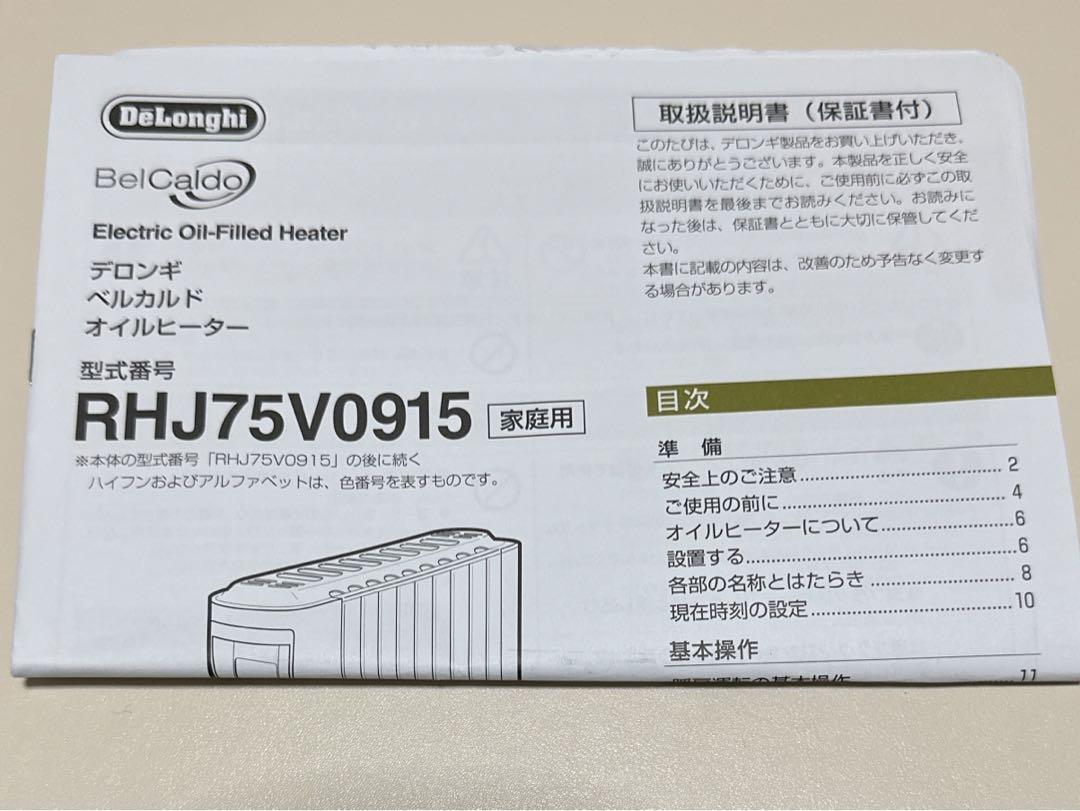 DeLonghi
BelCaldo
Electric Oil-Filled Heater
デロンギ
ベルカルド
オイルヒーター
型式番号
RHJ75V0915 家庭用
※本体の型式番号「RHJ75V0915」の後に続く
ハイフンおよびアルファベットは、色番号を表すものです。
取扱説明書（保証書付）
このたびは、デロンギ製品をお買い上げいただき、
誠にありがとうございます。本製品を正しく安全
にお使いいただくために、ご使用前に必ずこの取
扱説明書を最後までお読みください。お読みに
なった後は、保証書とともに大切に保管してくだ
さい。
本書に記載の内容は、改善のため予告なく変更す
る場合があります。
目次
準 備
安全上のご注意 2
ご使用の前に 4
オイルヒーターについて 6
設置する 6
各部の名称とはたらき 8
現在時刻の設定 10
基本操作
11